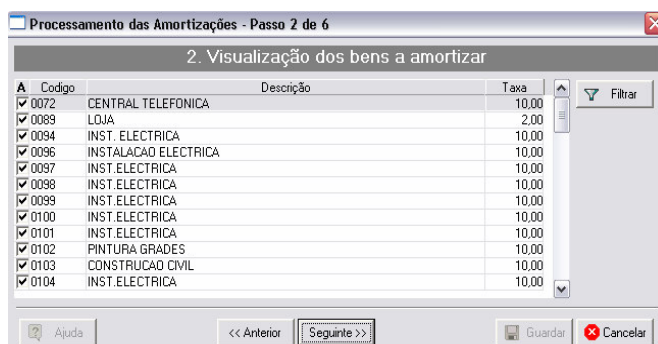 Processamento das Amortizações - Passo 2 de 6
2. Visualização dos bens a amortizar
A Codigo Descrição Taxa
0072 CENTRAL TELEFONICA 10,00
0089 LOJA 2,00
0094 INST. ELECTRICA 10,00
0096 INSTALACAO ELECTRICA 10,00
0097 INST.ELECTRICA 10,00
0098 INST.ELECTRICA 10,00
0099 INST.ELECTRICA 10,00
0100 INST.ELECTRICA 10,00
0101 INST.ELECTRICA 10,00
0102 PINTURA GRADES 10,00
0103 CONSTRUCAO CIVIL 10,00
0104 INST.ELECTRICA 10,00
Filtrar
Ajuda << Anterior Seguinte >> Guardar Cancelar